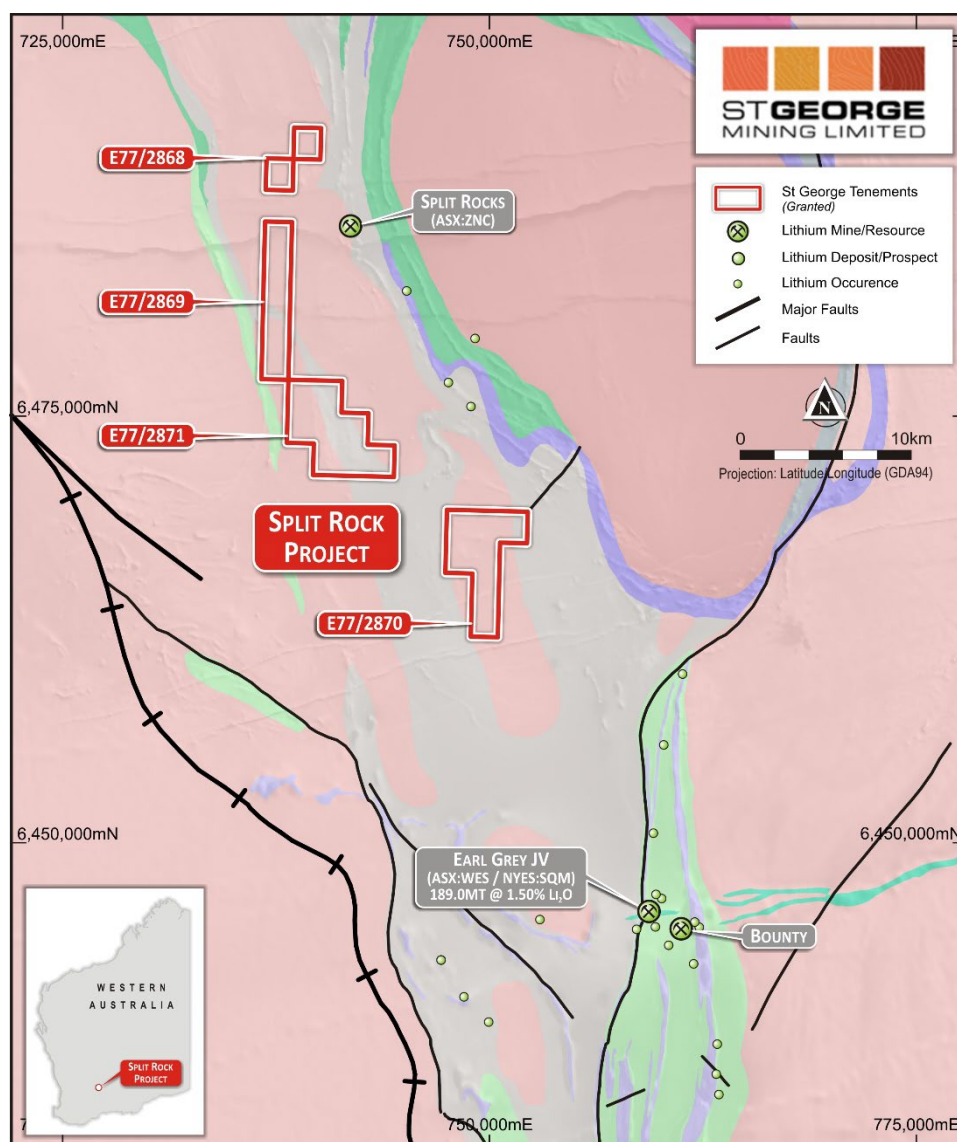 725,000mE
750,000mE
STGEORGE
MINING LIMITED
E77/2868
SPLIT ROCKS
(ASX:ZNC)
St George Tenements
(Granted)
Lithium Mine/Resource
Lithium Deposit/Prospect
Lithium Occurence
Major Faults
Faults
E77/2869
N
6,475,000mN
E77/2871
0
10km
Projection: Latitude/Longitude (GDA94)
SPLIT ROCK
PROJECT
E77/2870
6,450,000mN
6,450,000mN
EARL GREY JV
(ASX:WES / NYES:SQM)
189.0MT @ 1.50% Li₂O
BOUNTY
WESTERN
AUSTRALIA
SPLIT ROCK
PROJECT
750,000mE
775,000mE